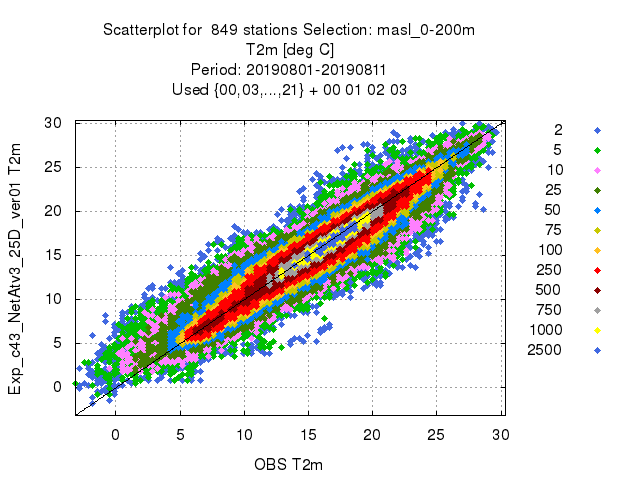 Scatterplot for  849 stations Selection: masl_0-200m
T2m [deg C]
Period: 20190801-20190811
Used {00,03,...,21} + 00 01 02 03
Exp_c43_NetAtv3_25D_ver01 T2m
30
25
20
15
10
5
0
0 5 10 15 20 25 30
OBS T2m
2
5
10
25
50
75
100
250
500
750
1000
2500